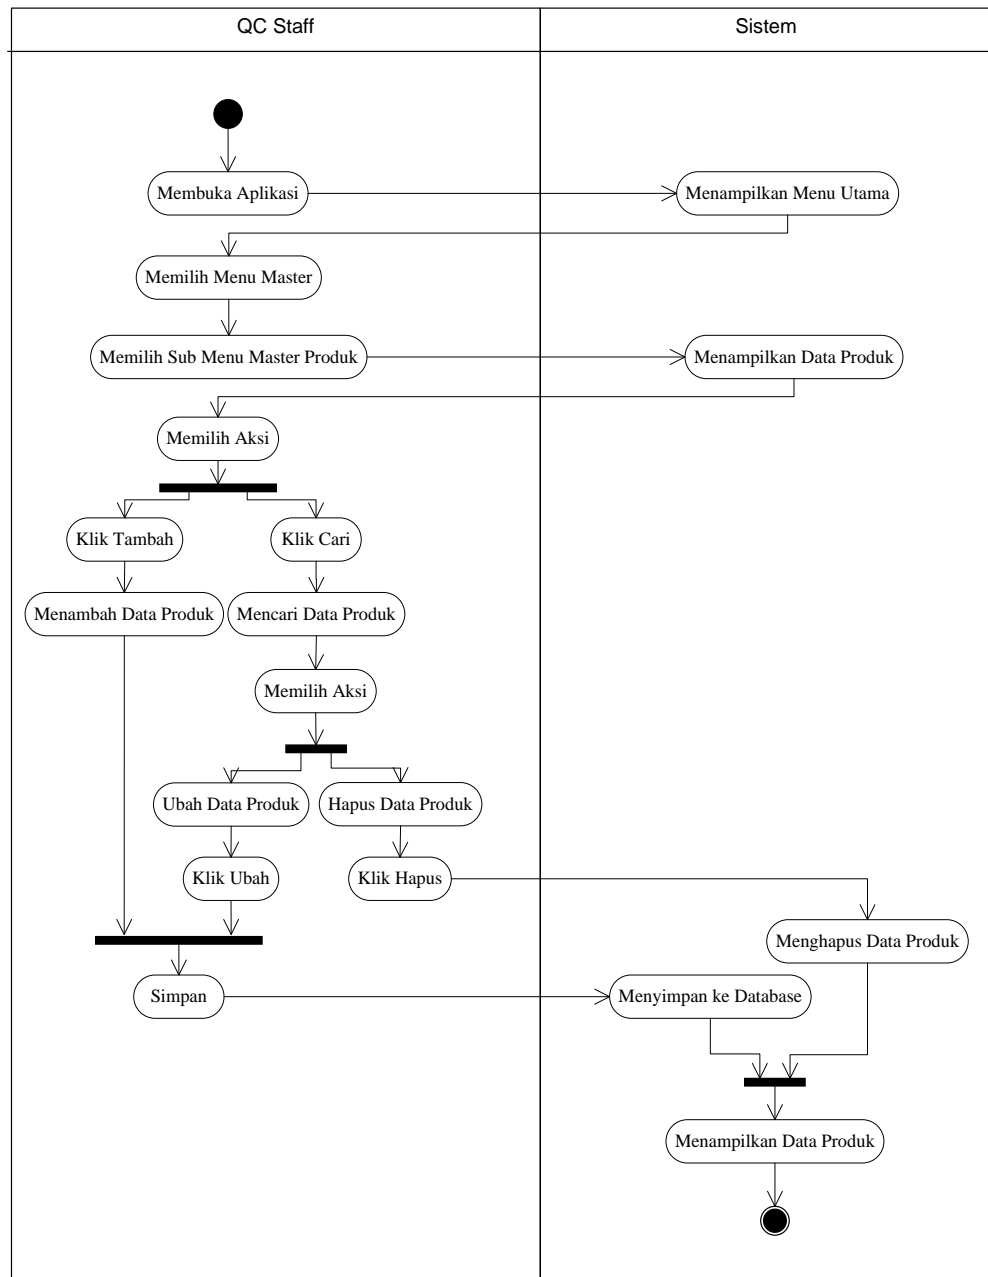 QC Staff
Sistem
Membuka Aplikasi
Menampilkan Menu Utama
Memilih Menu Master
Memilih Sub Menu Master Produk
Menampilkan Data Produk
Memilih Aksi
Klik Tambah
Klik Cari
Menambah Data Produk
Mencari Data Produk
Memilih Aksi
Ubah Data Produk
Hapus Data Produk
Klik Ubah
Klik Hapus
Menghapus Data Produk
Simpan
Menyimpan ke Database
Menampilkan Data Produk